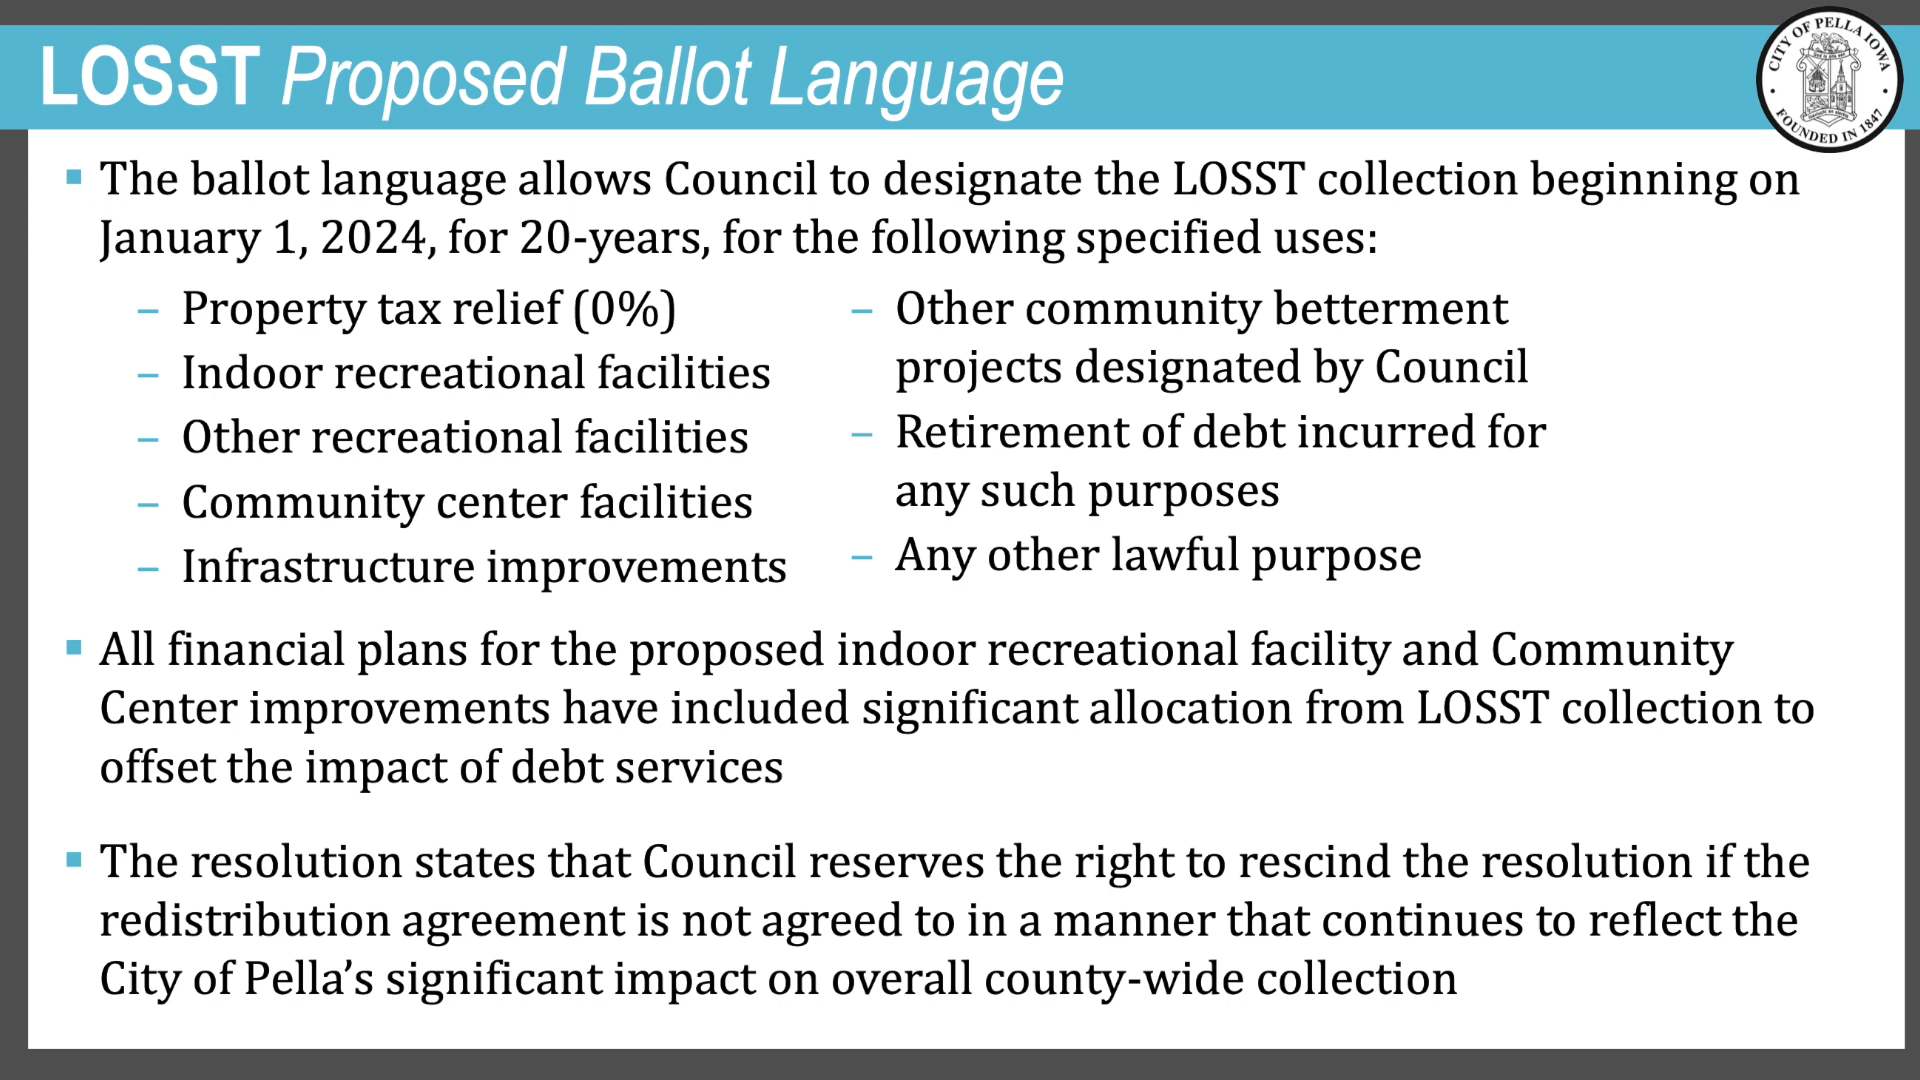 LOSST Proposed Ballot Language
CITY OF PELLA IOWA
FOUNDED IN 1847
▪ The ballot language allows Council to designate the LOSST collection beginning on
January 1, 2024, for 20-years, for the following specified uses:
– Property tax relief (0%)
– Indoor recreational facilities
– Other recreational facilities
– Community center facilities
– Infrastructure improvements
– Other community betterment
projects designated by Council
– Retirement of debt incurred for
any such purposes
– Any other lawful purpose
▪ All financial plans for the proposed indoor recreational facility and Community
Center improvements have included significant allocation from LOSST collection to
offset the impact of debt services
▪ The resolution states that Council reserves the right to rescind the resolution if the
redistribution agreement is not agreed to in a manner that continues to reflect the
City of Pella’s significant impact on overall county-wide collection